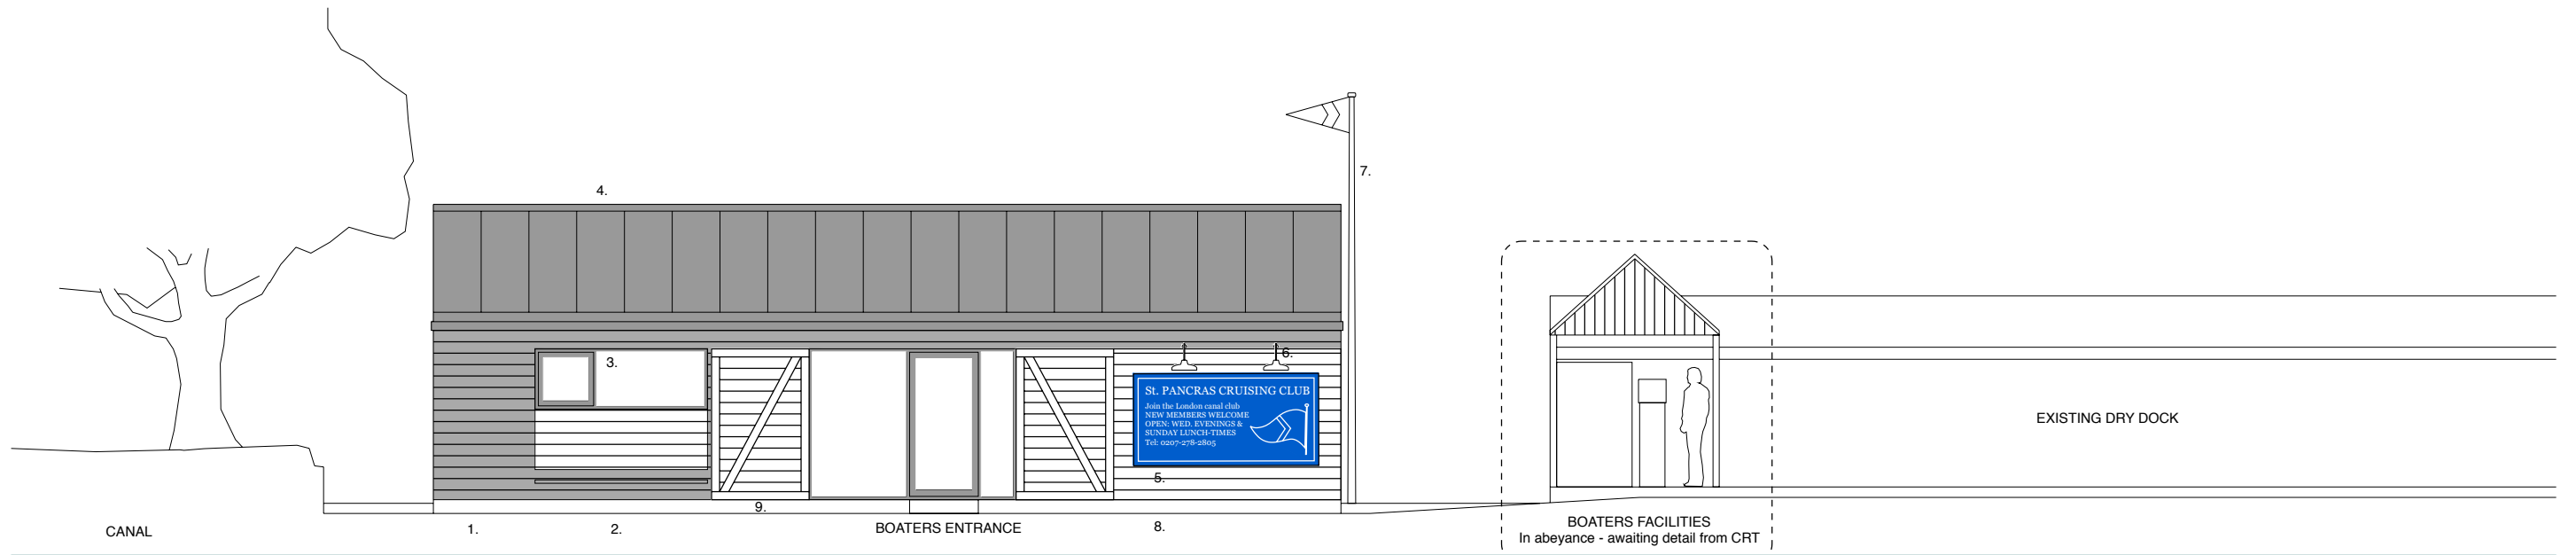 4.
7.
3.
6.
St. PANCRAS CRUISING CLUB
Join the London canal club
NEW MEMBERS WELCOME
OPEN: WED. EVENINGS &
SUNDAY LUNCH-TIMES
Tel: 0207-278-2805
EXISTING DRY DOCK
5.
9.
CANAL
1.
2.
BOATERS ENTRANCE
8.
BOATERS FACILITIES
In abeyance - awaiting detail from CRT